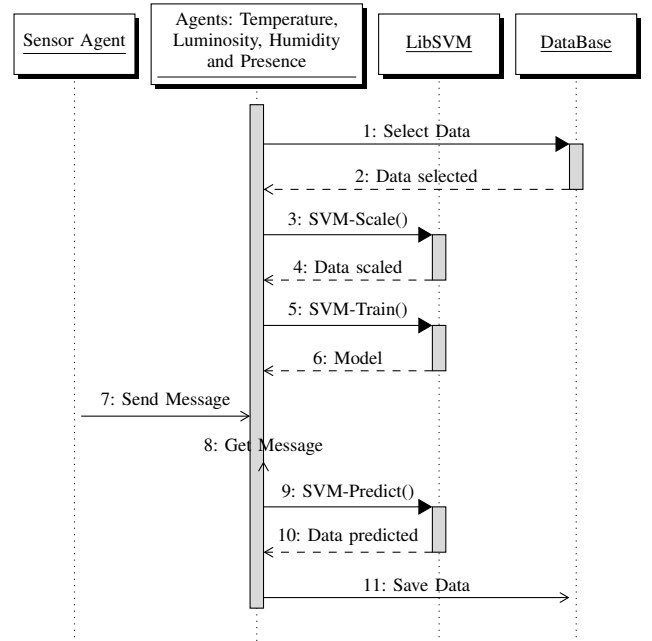 Sensor Agent
Agents: Temperature,
Luminosity, Humidity
and Presence
LibSVM
DataBase
1: Select Data
2: Data selected
3: SVM-Scale()
4: Data scaled
5: SVM-Train()
6: Model
7: Send Message
8: Get Message
9: SVM-Predict()
10: Data predicted
11: Save Data